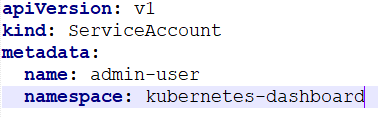 apiVersion: v1
kind: ServiceAccount
metadata:
  name: admin-user
  namespace: kubernetes-dashboard